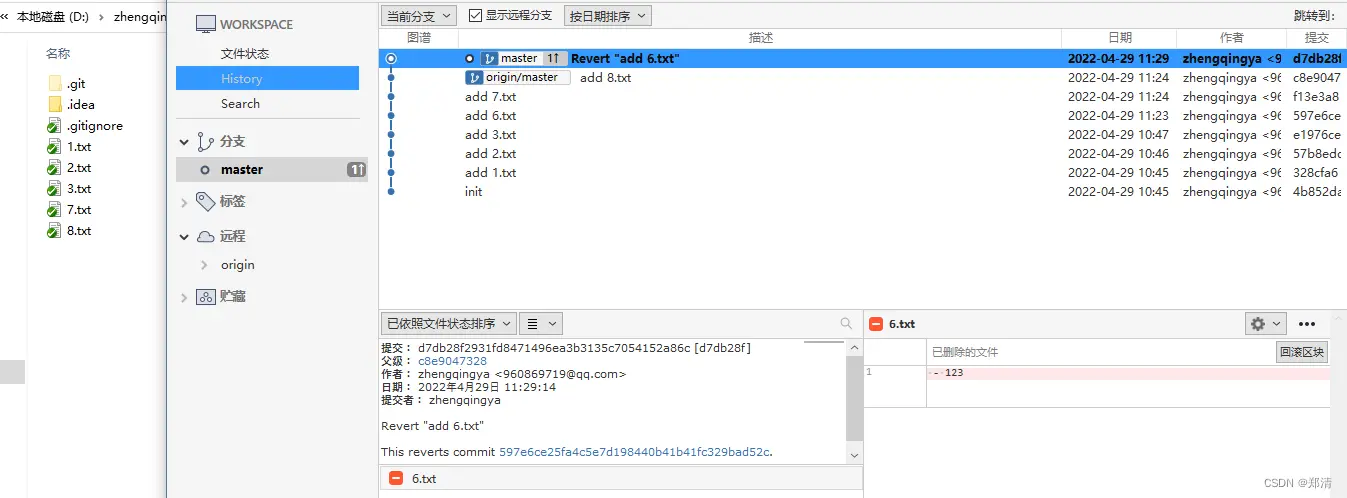 « 本地磁盘 (D:) › zhengqin
名称
.git
.idea
.gitignore
1.txt
2.txt
3.txt
7.txt
8.txt
WORKSPACE
文件状态
History
Search
分支
master 1↑
标签
远程
origin
贮藏
当前分支 显示远程分支 按日期排序 跳转到:
图谱 描述 日期 作者 提交
master 1↑ Revert "add 6.txt" 2022-04-29 11:29 zhengqingya <9 d7db28f
origin/master add 8.txt 2022-04-29 11:24 zhengqingya <96 c8e9047
add 7.txt 2022-04-29 11:24 zhengqingya <96 f13e3a8
add 6.txt 2022-04-29 11:23 zhengqingya <96 597e6ce
add 3.txt 2022-04-29 10:47 zhengqingya <96 e1976ce
add 2.txt 2022-04-29 10:46 zhengqingya <96 57b8edc
add 1.txt 2022-04-29 10:45 zhengqingya <96 328cfa6
init 2022-04-29 10:45 zhengqingya <96 4b852da
已依照文件状态排序
提交: d7db28f2931fd8471496ea3b3135c7054152a86c [d7db28f]
父级: c8e9047328
作者: zhengqingya <960869719@qq.com>
日期: 2022年4月29日 11:29:14
提交者: zhengqingya
Revert "add 6.txt"
This reverts commit 597e6ce25fa4c5e7d198440b41b41fc329bad52c.
6.txt
6.txt
已删除的文件 回滚区块
1 - 123
CSDN @郑清